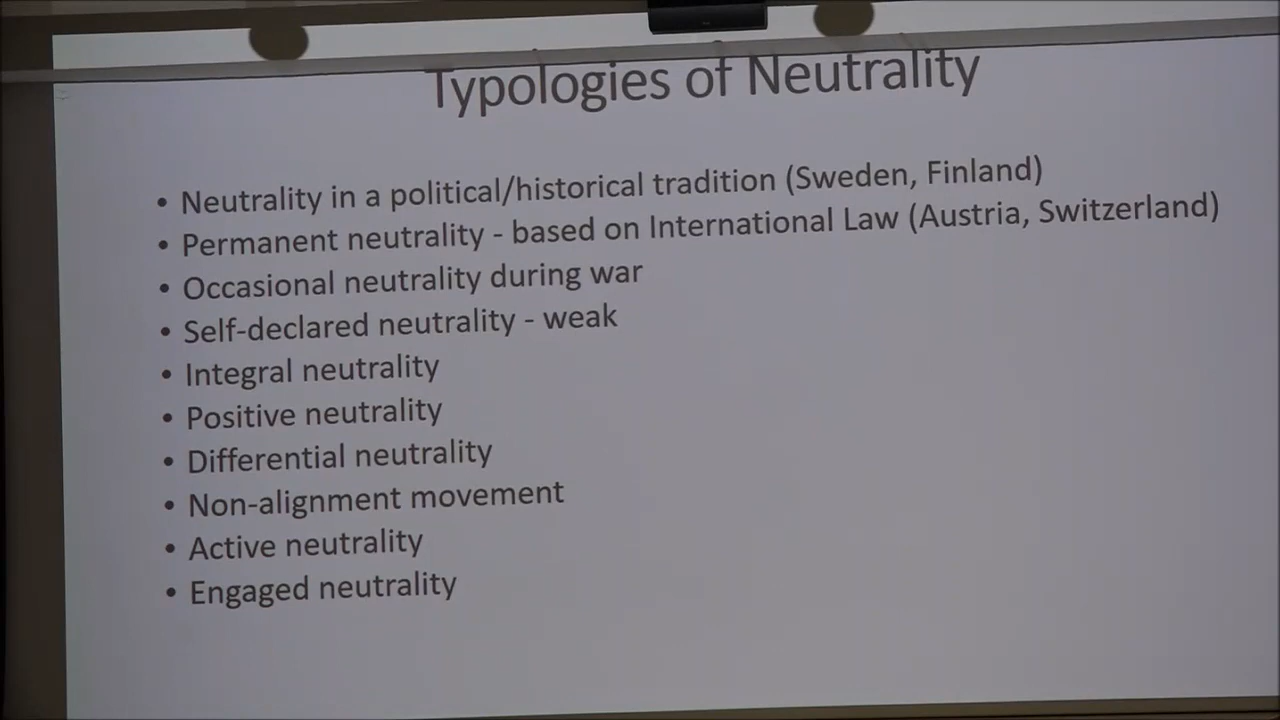 Typologies of Neutrality
• Neutrality in a political/historical tradition (Sweden, Finland)
• Permanent neutrality - based on International Law (Austria, Switzerland)
• Occasional neutrality during war
• Self-declared neutrality - weak
• Integral neutrality
• Positive neutrality
• Differential neutrality
• Non-alignment movement
• Active neutrality
• Engaged neutrality